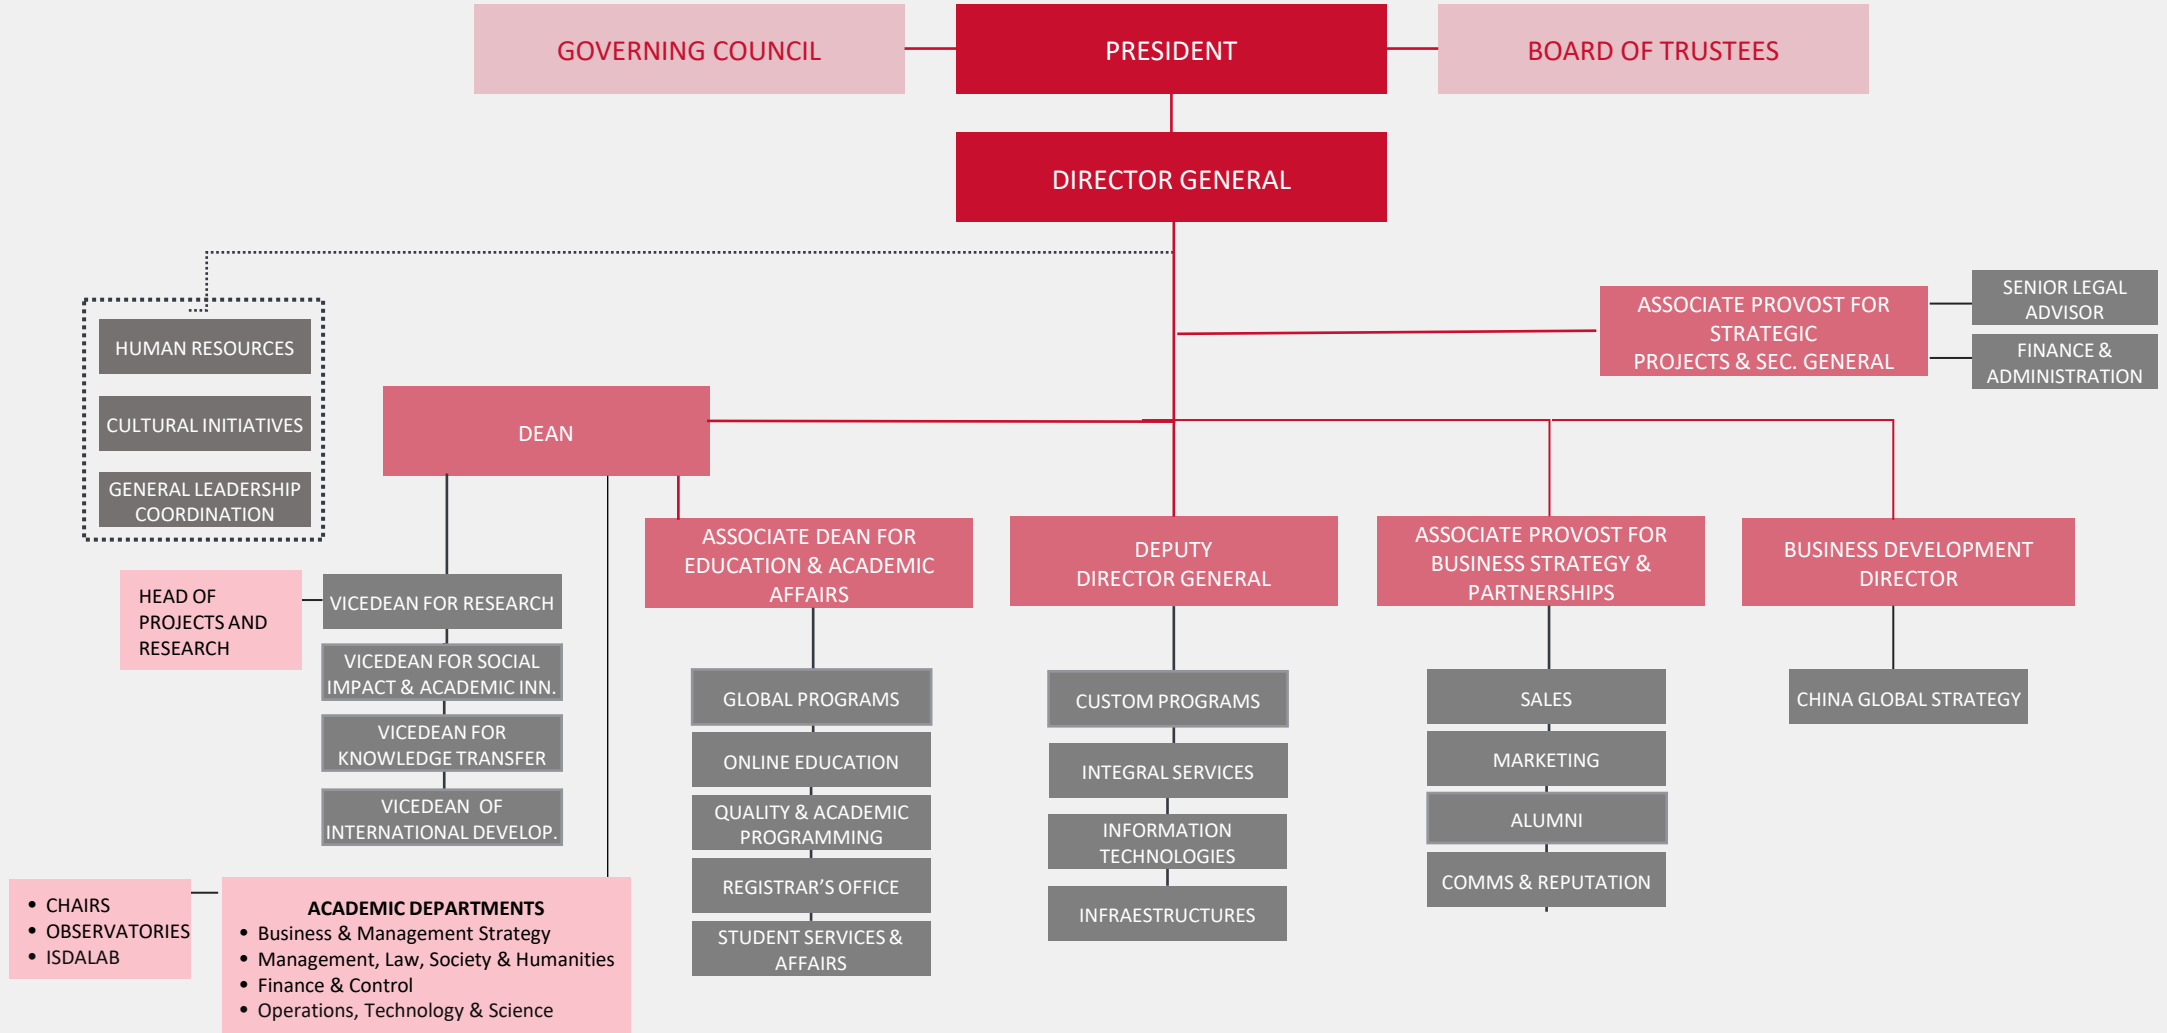 GOVERNING COUNCIL
PRESIDENT
BOARD OF TRUSTEES
DIRECTOR GENERAL
HUMAN RESOURCES
CULTURAL INITIATIVES
GENERAL LEADERSHIP
COORDINATION
ASSOCIATE PROVOST FOR
STRATEGIC
PROJECTS & SEC. GENERAL
SENIOR LEGAL
ADVISOR
FINANCE &
ADMINISTRATION
DEAN
ASSOCIATE DEAN FOR
EDUCATION & ACADEMIC
AFFAIRS
DEPUTY
DIRECTOR GENERAL
ASSOCIATE PROVOST FOR
BUSINESS STRATEGY &
PARTNERSHIPS
BUSINESS DEVELOPMENT
DIRECTOR
HEAD OF
PROJECTS AND
RESEARCH
VICEDEAN FOR RESEARCH
VICEDEAN FOR SOCIAL
IMPACT & ACADEMIC INN.
VICEDEAN FOR
KNOWLEDGE TRANSFER
VICEDEAN OF
INTERNATIONAL DEVELOP.
GLOBAL PROGRAMS
ONLINE EDUCATION
QUALITY & ACADEMIC
PROGRAMMING
REGISTRAR’S OFFICE
STUDENT SERVICES &
AFFAIRS
CUSTOM PROGRAMS
INTEGRAL SERVICES
INFORMATION
TECHNOLOGIES
INFRAESTRUCTURES
SALES
MARKETING
ALUMNI
COMMS & REPUTATION
CHINA GLOBAL STRATEGY
• CHAIRS
• OBSERVATORIES
• ISDALAB
ACADEMIC DEPARTMENTS
• Business & Management Strategy
• Management, Law, Society & Humanities
• Finance & Control
• Operations, Technology & Science